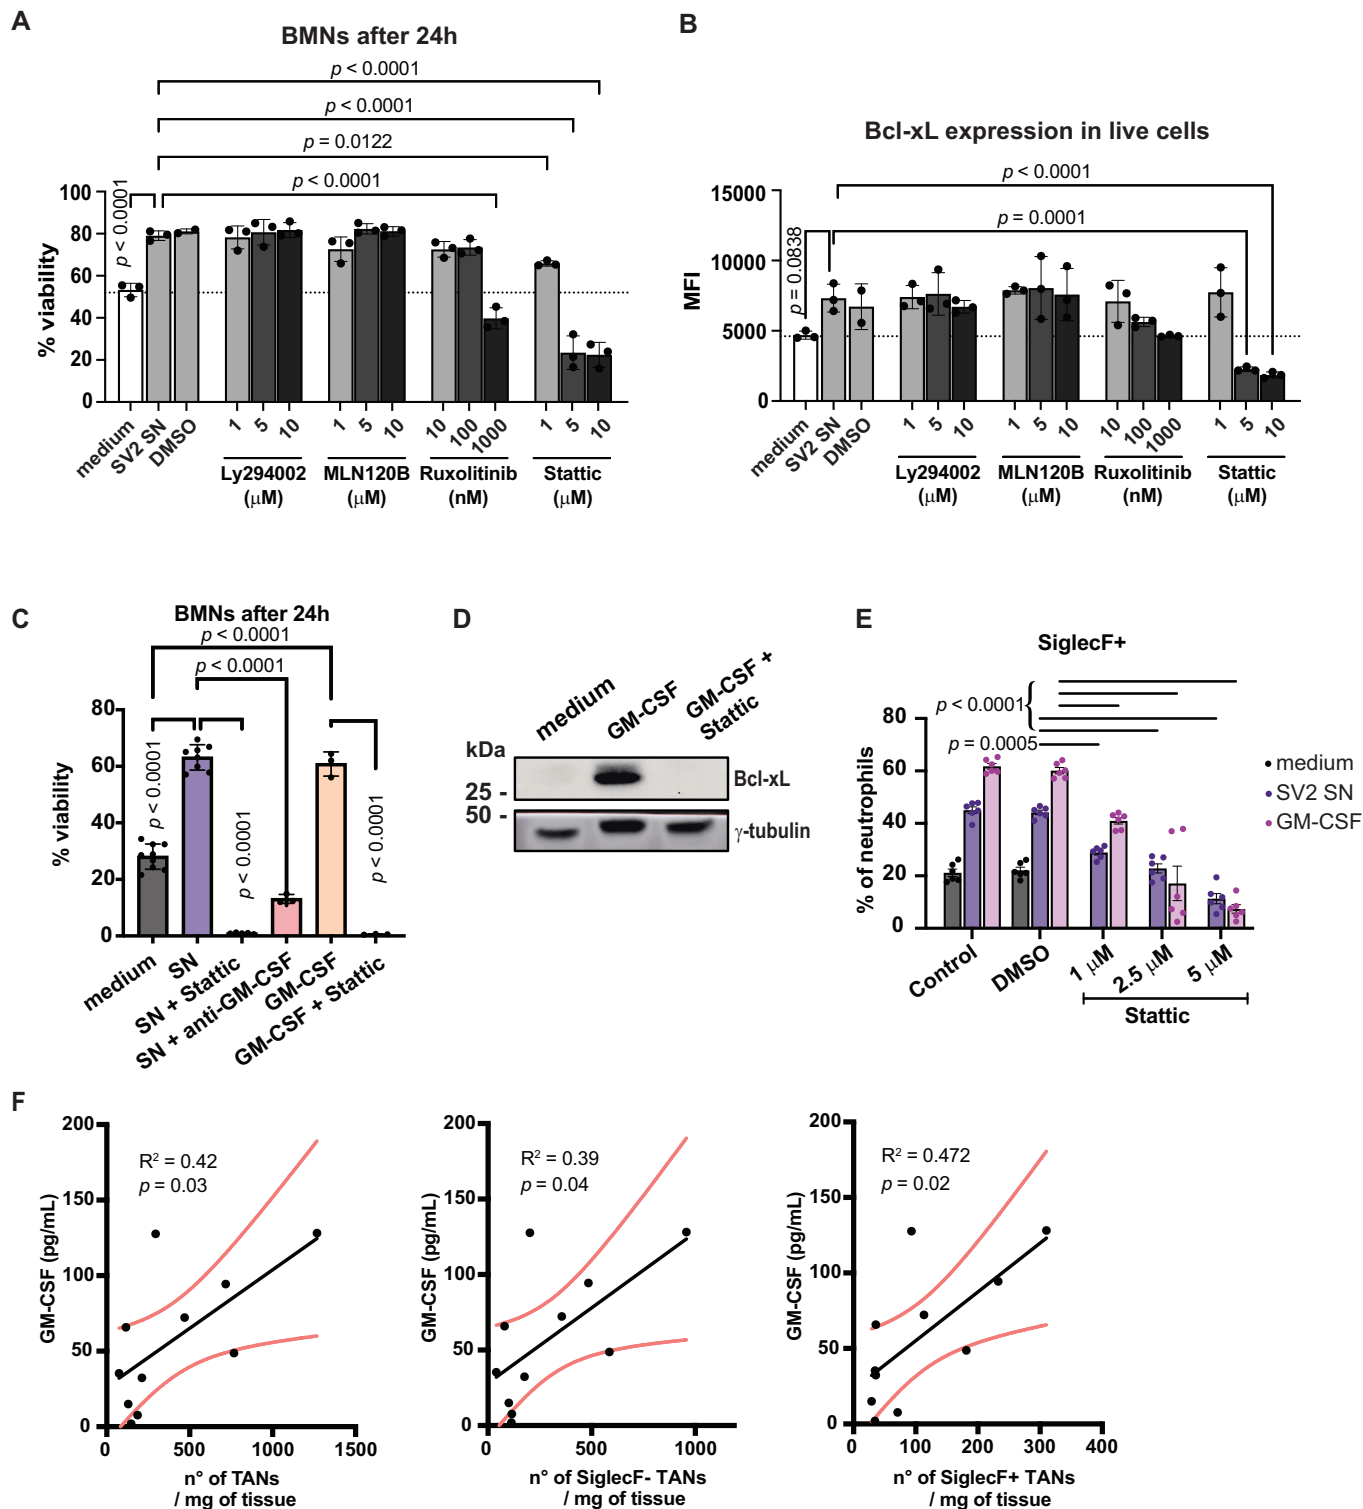 A
BMNs after 24h
p < 0.0001
p < 0.0001
p = 0.0122
p < 0.0001
p < 0.0001
% viability
100
80
60
40
20
0
medium
SV2 SN
DMSO
1 5 10
1 5 10
10 100 1000
1 5 10
Ly294002 (μM)
MLN120B (μM)
Ruxolitinib (nM)
Stattic (μM)
B
Bcl-xL expression in live cells
p < 0.0001
p = 0.0001
p = 0.0838
MFI
15000
10000
5000
0
medium
SV2 SN
DMSO
1 5 10
1 5 10
10 100 1000
1 5 10
Ly294002 (μM)
MLN120B (μM)
Ruxolitinib (nM)
Stattic (μM)
C
BMNs after 24h
p < 0.0001
p < 0.0001
p < 0.0001
p < 0.0001
p < 0.0001
% viability
80
60
40
20
0
medium
SN
SN + Stattic
SN + anti-GM-CSF
GM-CSF
GM-CSF + Stattic
D
medium
GM-CSF
GM-CSF +
Stattic
kDa
25 -
50 -
Bcl-xL
γ-tubulin
E
SiglecF+
p < 0.0001
p = 0.0005
% of neutrophils
80
60
40
20
0
Control
DMSO
1 μM
2.5 μM
5 μM
Stattic
medium
SV2 SN
GM-CSF
F
GM-CSF (pg/mL)
200
150
100
50
0
R² = 0.42
p = 0.03
0 500 1000 1500
n° of TANs
/ mg of tissue
GM-CSF (pg/mL)
200
150
100
50
0
R² = 0.39
p = 0.04
0 500 1000
n° of SiglecF- TANs
/ mg of tissue
GM-CSF (pg/mL)
200
150
100
50
0
R² = 0.472
p = 0.02
0 100 200 300 400
n° of SiglecF+ TANs
/ mg of tissue